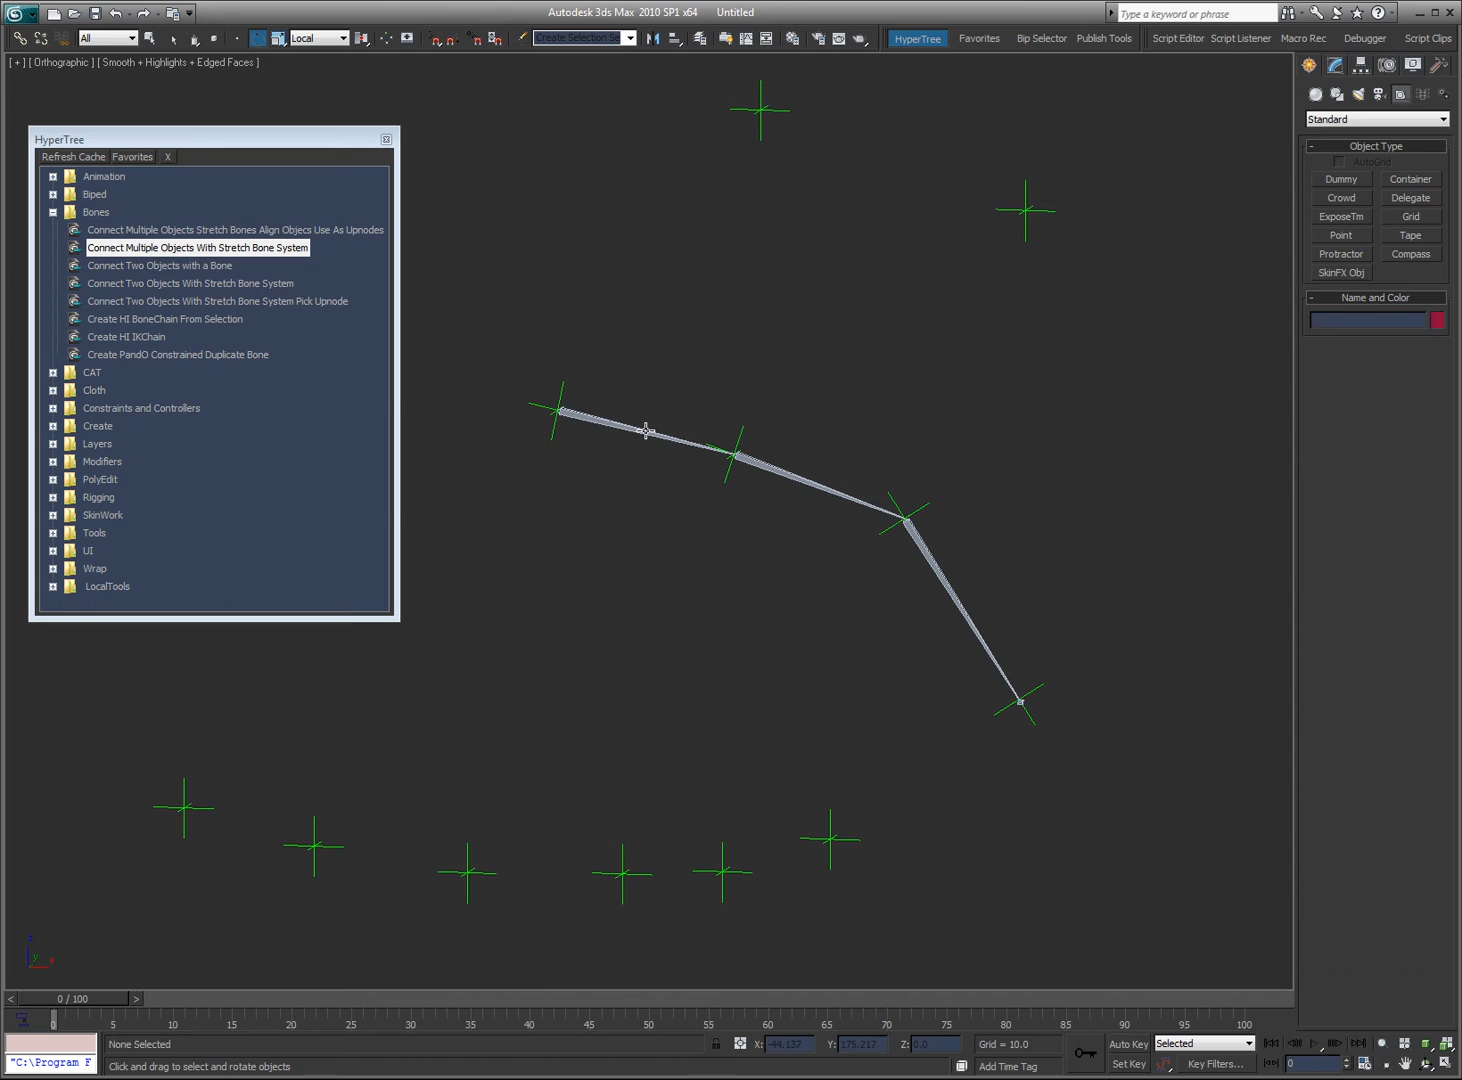 Autodesk 3ds Max 2010 SP1 x64 Untitled
Type a keyword or phrase
All
Local
Create Selection Se
HyperTree Favorites Bip Selector Publish Tools Script Editor Script Listener Macro Rec Debugger Script Clips
[ + ] [ Orthographic ] [ Smooth + Highlights + Edged Faces ]
HyperTree
Refresh Cache Favorites X
Animation
Biped
Bones
Connect Multiple Objects Stretch Bones Align Objecs Use As Upnodes
Connect Multiple Objects With Stretch Bone System
Connect Two Objects with a Bone
Connect Two Objects With Stretch Bone System
Connect Two Objects With Stretch Bone System Pick Upnode
Create HI BoneChain From Selection
Create HI IKChain
Create PandO Constrained Duplicate Bone
CAT
Cloth
Constraints and Controllers
Create
Layers
Modifiers
PolyEdit
Rigging
SkinWork
Tools
UI
Wrap
LocalTools
Standard
- Object Type
AutoGrid
Dummy Container
Crowd Delegate
ExposeTm Grid
Point Tape
Protractor Compass
SkinFX Obj
- Name and Color
z
y x
< 0 / 100 >
0 5 10 15 20 25 30 35 40 45 50 55 60 65 70 75 80 85 90 95 100
None Selected X: -44.137 Y: 175.217 Z: 0.0 Grid = 10.0 Auto Key Selected
"C:\Program F Click and drag to select and rotate objects Add Time Tag Set Key Key Filters... 0